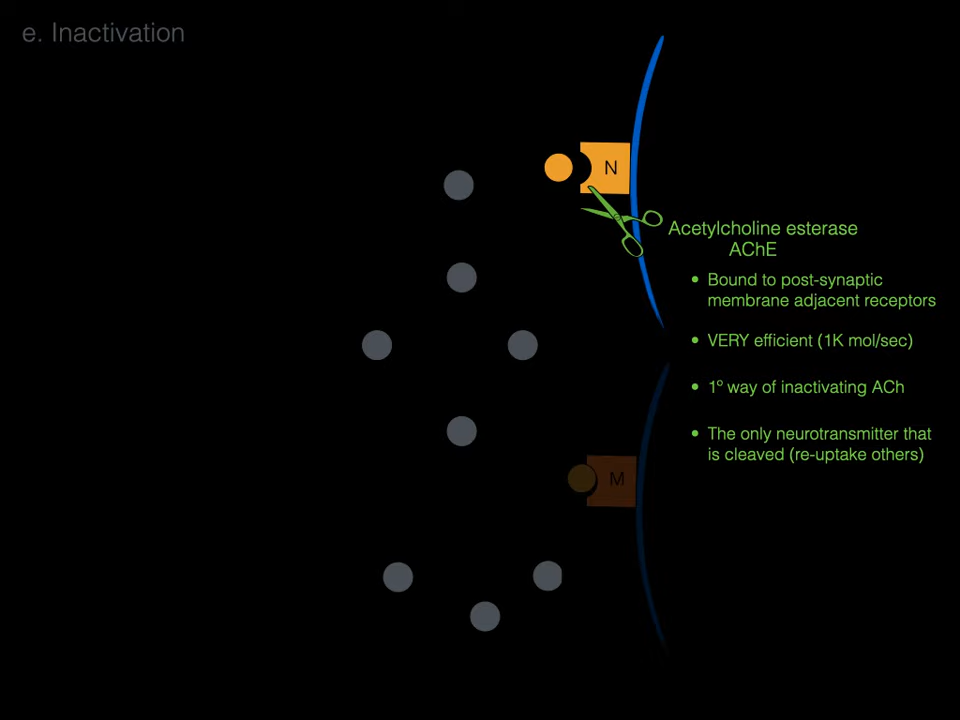 e. Inactivation
N
Acetylcholine esterase
AChE
• Bound to post-synaptic
membrane adjacent receptors
• VERY efficient (1K mol/sec)
• 1º way of inactivating ACh
• The only neurotransmitter that
is cleaved (re-uptake others)
M